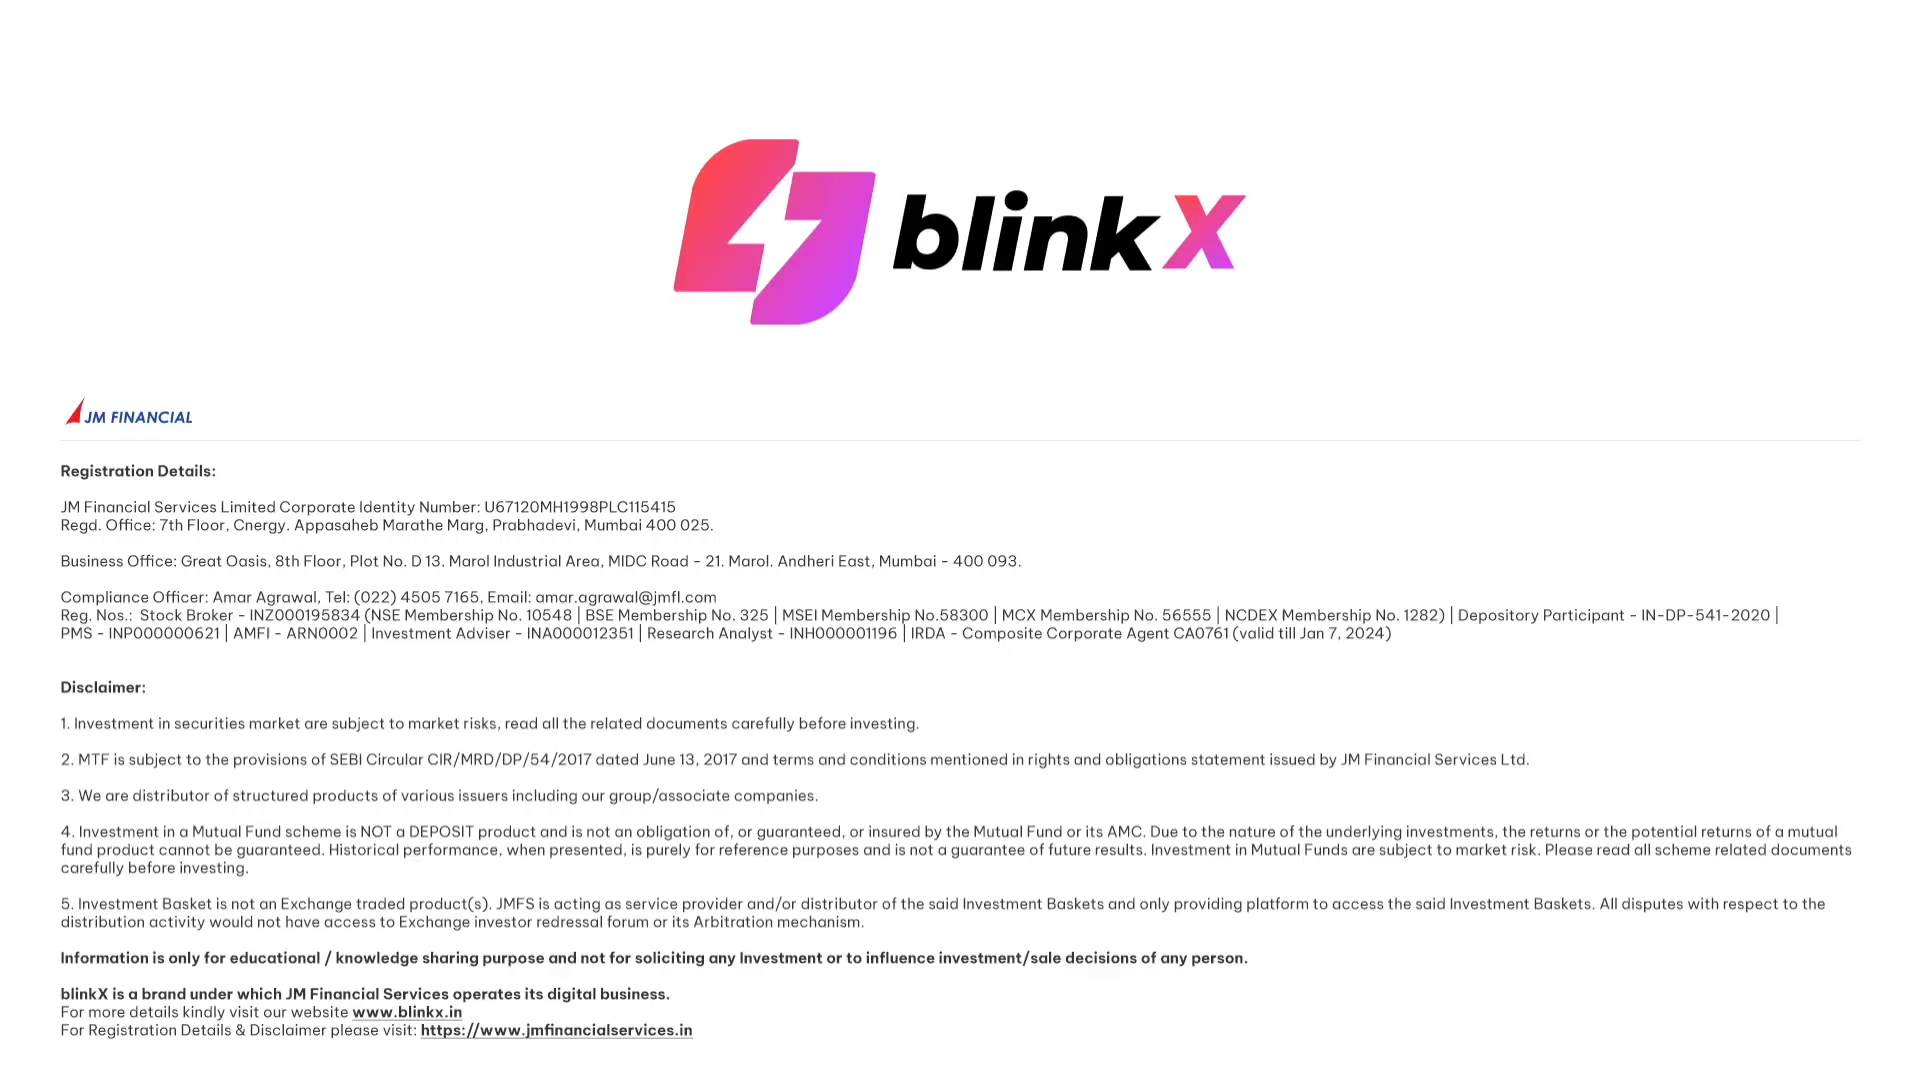 blinkX
JM FINANCIAL
Registration Details:
JM Financial Services Limited Corporate Identity Number: U67120MH1998PLC115415
Regd. Office: 7th Floor, Cnergy. Appasaheb Marathe Marg, Prabhadevi, Mumbai 400 025.
Business Office: Great Oasis, 8th Floor, Plot No. D 13. Marol Industrial Area, MIDC Road - 21. Marol. Andheri East, Mumbai - 400 093.
Compliance Officer: Amar Agrawal, Tel: (022) 4505 7165, Email: amar.agrawal@jmfl.com
Reg. Nos.: Stock Broker - INZ000195834 (NSE Membership No. 10548 | BSE Membership No. 325 | MSEI Membership No.58300 | MCX Membership No. 56555 | NCDEX Membership No. 1282) | Depository Participant - IN-DP-541-2020 |
PMS - INP000000621 | AMFI - ARN0002 | Investment Adviser - INA000012351 | Research Analyst - INH000001196 | IRDA - Composite Corporate Agent CA0761 (valid till Jan 7, 2024)
Disclaimer:
1. Investment in securities market are subject to market risks, read all the related documents carefully before investing.
2. MTF is subject to the provisions of SEBI Circular CIR/MRD/DP/54/2017 dated June 13, 2017 and terms and conditions mentioned in rights and obligations statement issued by JM Financial Services Ltd.
3. We are distributor of structured products of various issuers including our group/associate companies.
4. Investment in a Mutual Fund scheme is NOT a DEPOSIT product and is not an obligation of, or guaranteed, or insured by the Mutual Fund or its AMC. Due to the nature of the underlying investments, the returns or the potential returns of a mutual
fund product cannot be guaranteed. Historical performance, when presented, is purely for reference purposes and is not a guarantee of future results. Investment in Mutual Funds are subject to market risk. Please read all scheme related documents
carefully before investing.
5. Investment Basket is not an Exchange traded product(s). JMFS is acting as service provider and/or distributor of the said Investment Baskets and only providing platform to access the said Investment Baskets. All disputes with respect to the
distribution activity would not have access to Exchange investor redressal forum or its Arbitration mechanism.
Information is only for educational / knowledge sharing purpose and not for soliciting any Investment or to influence investment/sale decisions of any person.
blinkX is a brand under which JM Financial Services operates its digital business.
For more details kindly visit our website www.blinkx.in
For Registration Details & Disclaimer please visit: https://www.jmfinancialservices.in